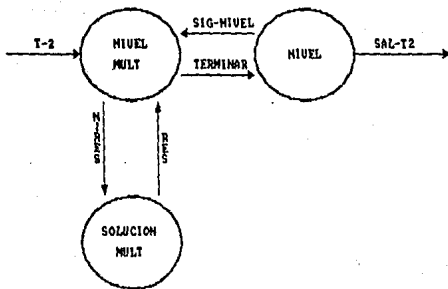 SIG-NIVEL
T-2
NIVEL
MULT
NIVEL
SAL-T2
TERMINAR
RES
SOLUCION
MULT